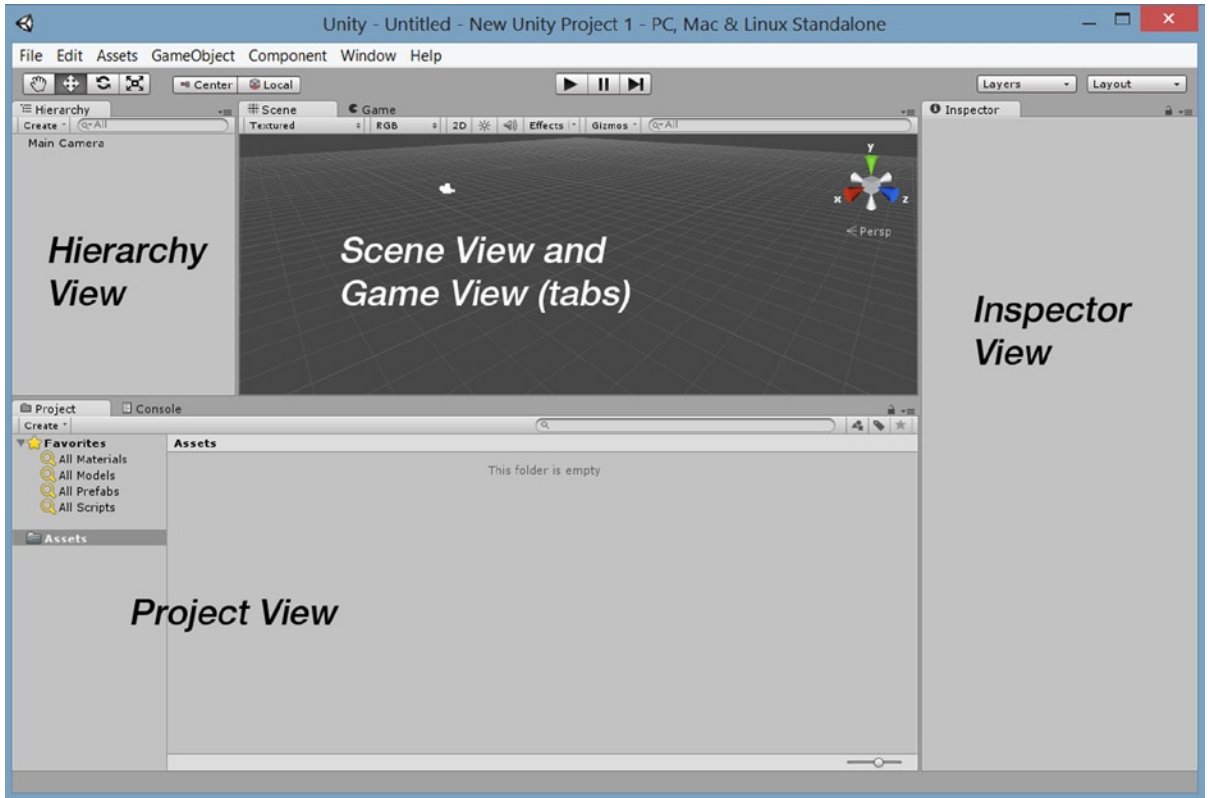 Unity - Untitled - New Unity Project 1 - PC, Mac & Linux Standalone
File Edit Assets GameObject Component Window Help
Center Local Layers Layout
Hierarchy
Create All
Main Camera
Hierarchy
View
Scene Game
Textured RGB 2D Effects Gizmos All
y
x z
Persp
Scene View and
Game View (tabs)
Inspector
Inspector
View
Project Console
Create
Favorites
All Materials
All Models
All Prefabs
All Scripts
Assets
Assets
This folder is empty
Project View